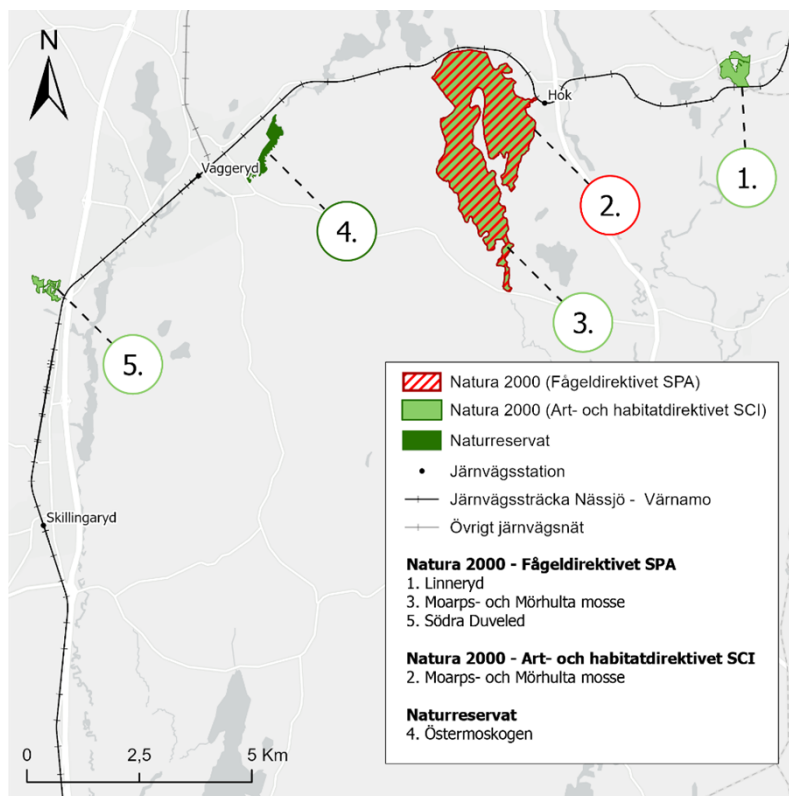 N
Hok
1.
Vaggeryd
2.
4.
3.
5.
Skillingaryd
Natura 2000 (Fågeldirektivet SPA)
Natura 2000 (Art- och habitatdirektivet SCI)
Naturreservat
Järnvägsstation
Järnvägssträcka Nässjö - Värnamo
Övrigt järnvägsnät
Natura 2000 - Fågeldirektivet SPA
1. Linneryd
3. Moarps- och Mörhulta mosse
5. Södra Duveled
Natura 2000 - Art- och habitatdirektivet SCI
2. Moarps- och Mörhulta mosse
Naturreservat
4. Östermoskogen
0 2,5 5 Km